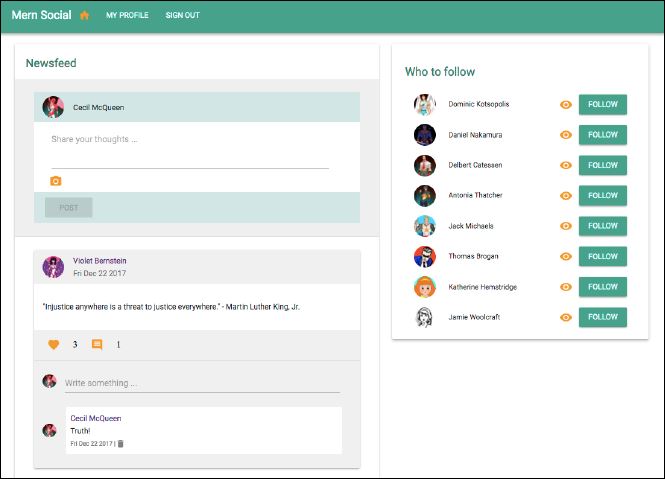 Mern Social MY PROFILE SIGN OUT
Newsfeed
Cecil McQueen
Share your thoughts ...
POST
Violet Bernstein
Fri Dec 22 2017
"Injustice anywhere is a threat to justice everywhere." - Martin Luther King, Jr.
3 1
Write something ...
Cecil McQueen
Truth!
Fri Dec 22 2017 |
Who to follow
Dominic Kotsopolis FOLLOW
Daniel Nakamura FOLLOW
Delbert Catessen FOLLOW
Antonia Thatcher FOLLOW
Jack Michaels FOLLOW
Thomas Brogan FOLLOW
Katherine Hemstridge FOLLOW
Jamie Woolcraft FOLLOW